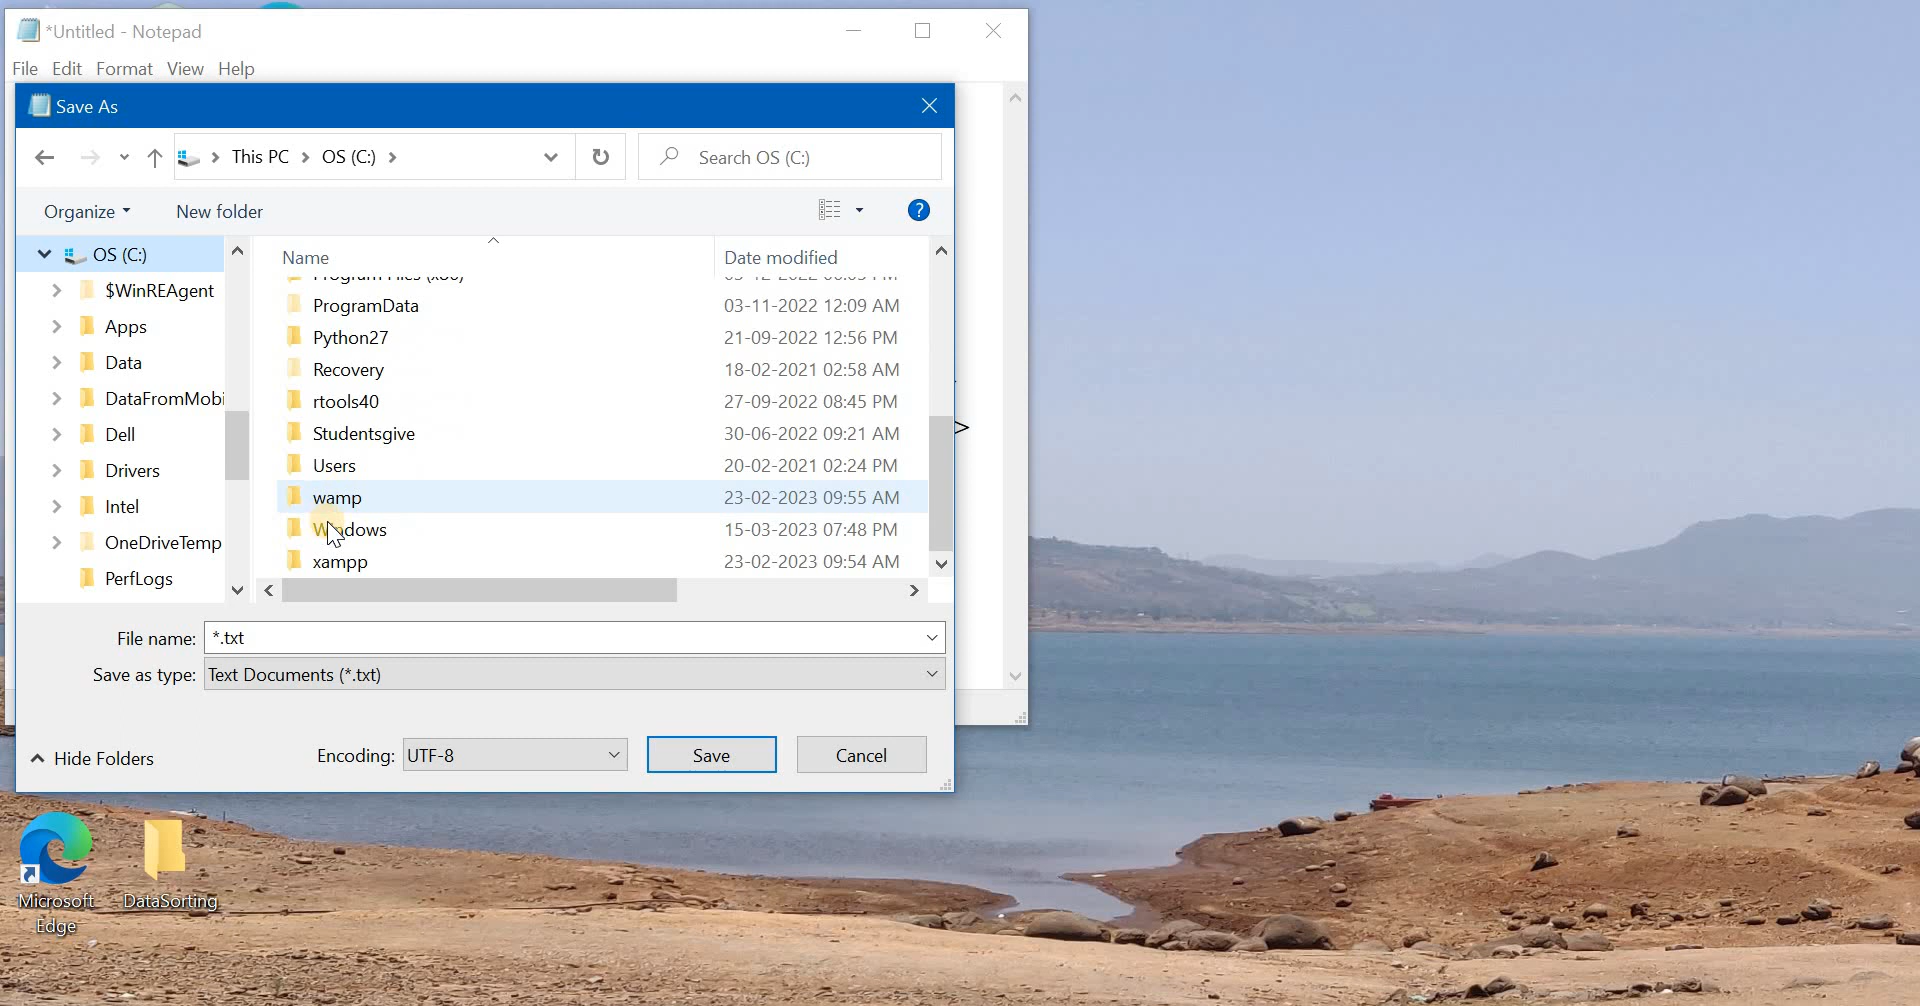 *Untitled - Notepad
File Edit Format View Help
Save As
This PC > OS (C:) >
Search OS (C:)
Organize New folder
?
OS (C:)
$WinREAgent
Apps
Data
DataFromMobi
Dell
Drivers
Intel
OneDriveTemp
PerfLogs
Name Date modified
ProgramData 03-11-2022 12:09 AM
Python27 21-09-2022 12:56 PM
Recovery 18-02-2021 02:58 AM
rtools40 27-09-2022 08:45 PM
Studentsgive 30-06-2022 09:21 AM
Users 20-02-2021 02:24 PM
wamp 23-02-2023 09:55 AM
Windows 15-03-2023 07:48 PM
xampp 23-02-2023 09:54 AM
>
File name: *.txt
Save as type: Text Documents (*.txt)
Hide Folders
Encoding: UTF-8
Save
Cancel
Microsoft
Edge
DataSorting